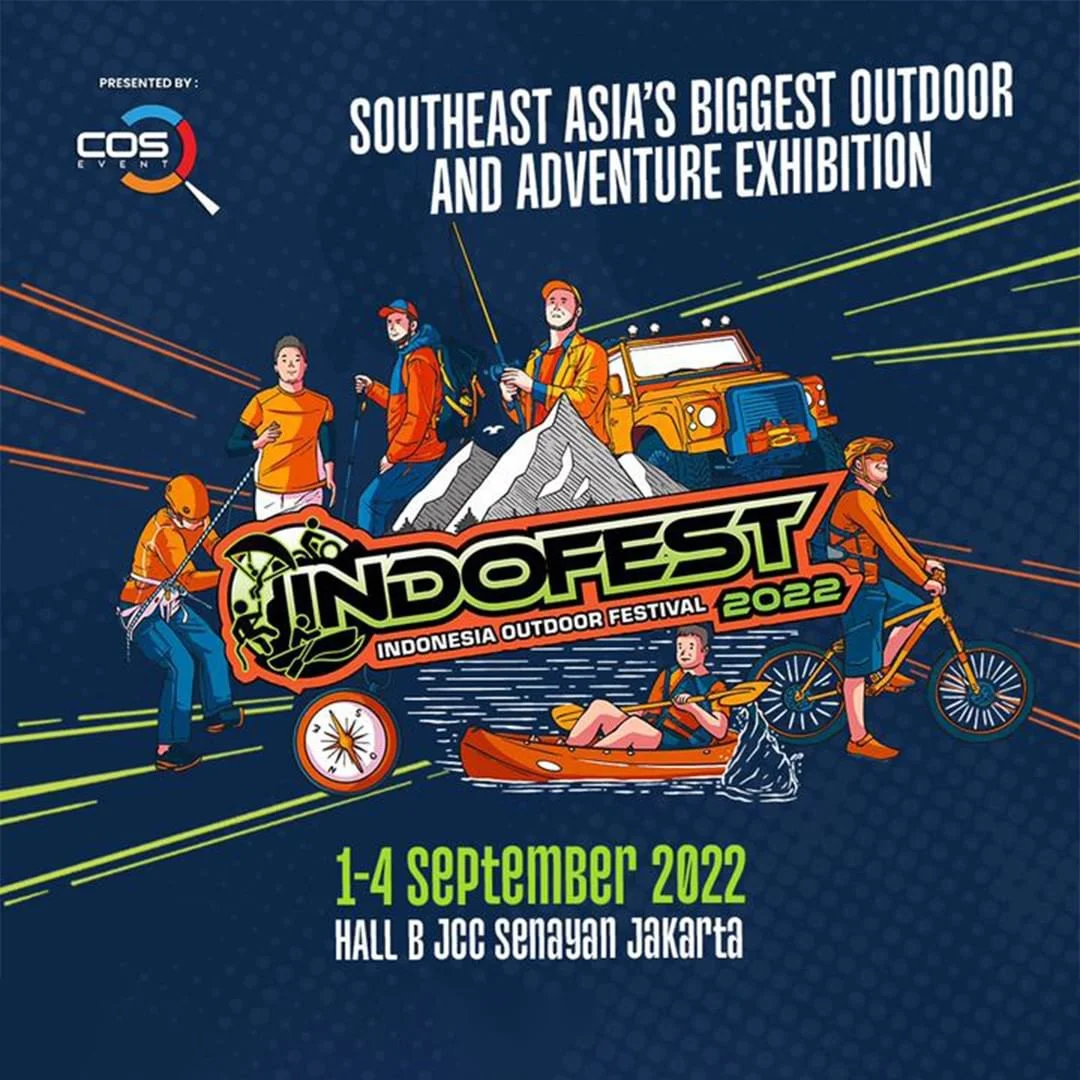 PRESENTED BY :
COS
EVENT
SOUTHEAST ASIA'S BIGGEST OUTDOOR
AND ADVENTURE EXHIBITION
INDOFEST
INDONESIA OUTDOOR FESTIVAL 2022
W S
N O
1-4 September 2022
HALL B JCC Senayan Jakarta